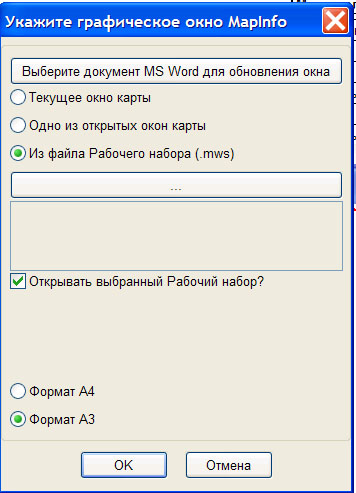 Укажите графическое окно MapInfo
Выберите документ MS Word для обновления окна
Текущее окно карты
Одно из открытых окон карты
Из файла Рабочего набора (.mws)
...
Открывать выбранный Рабочий набор?
Формат А4
Формат А3
OK
Отмена